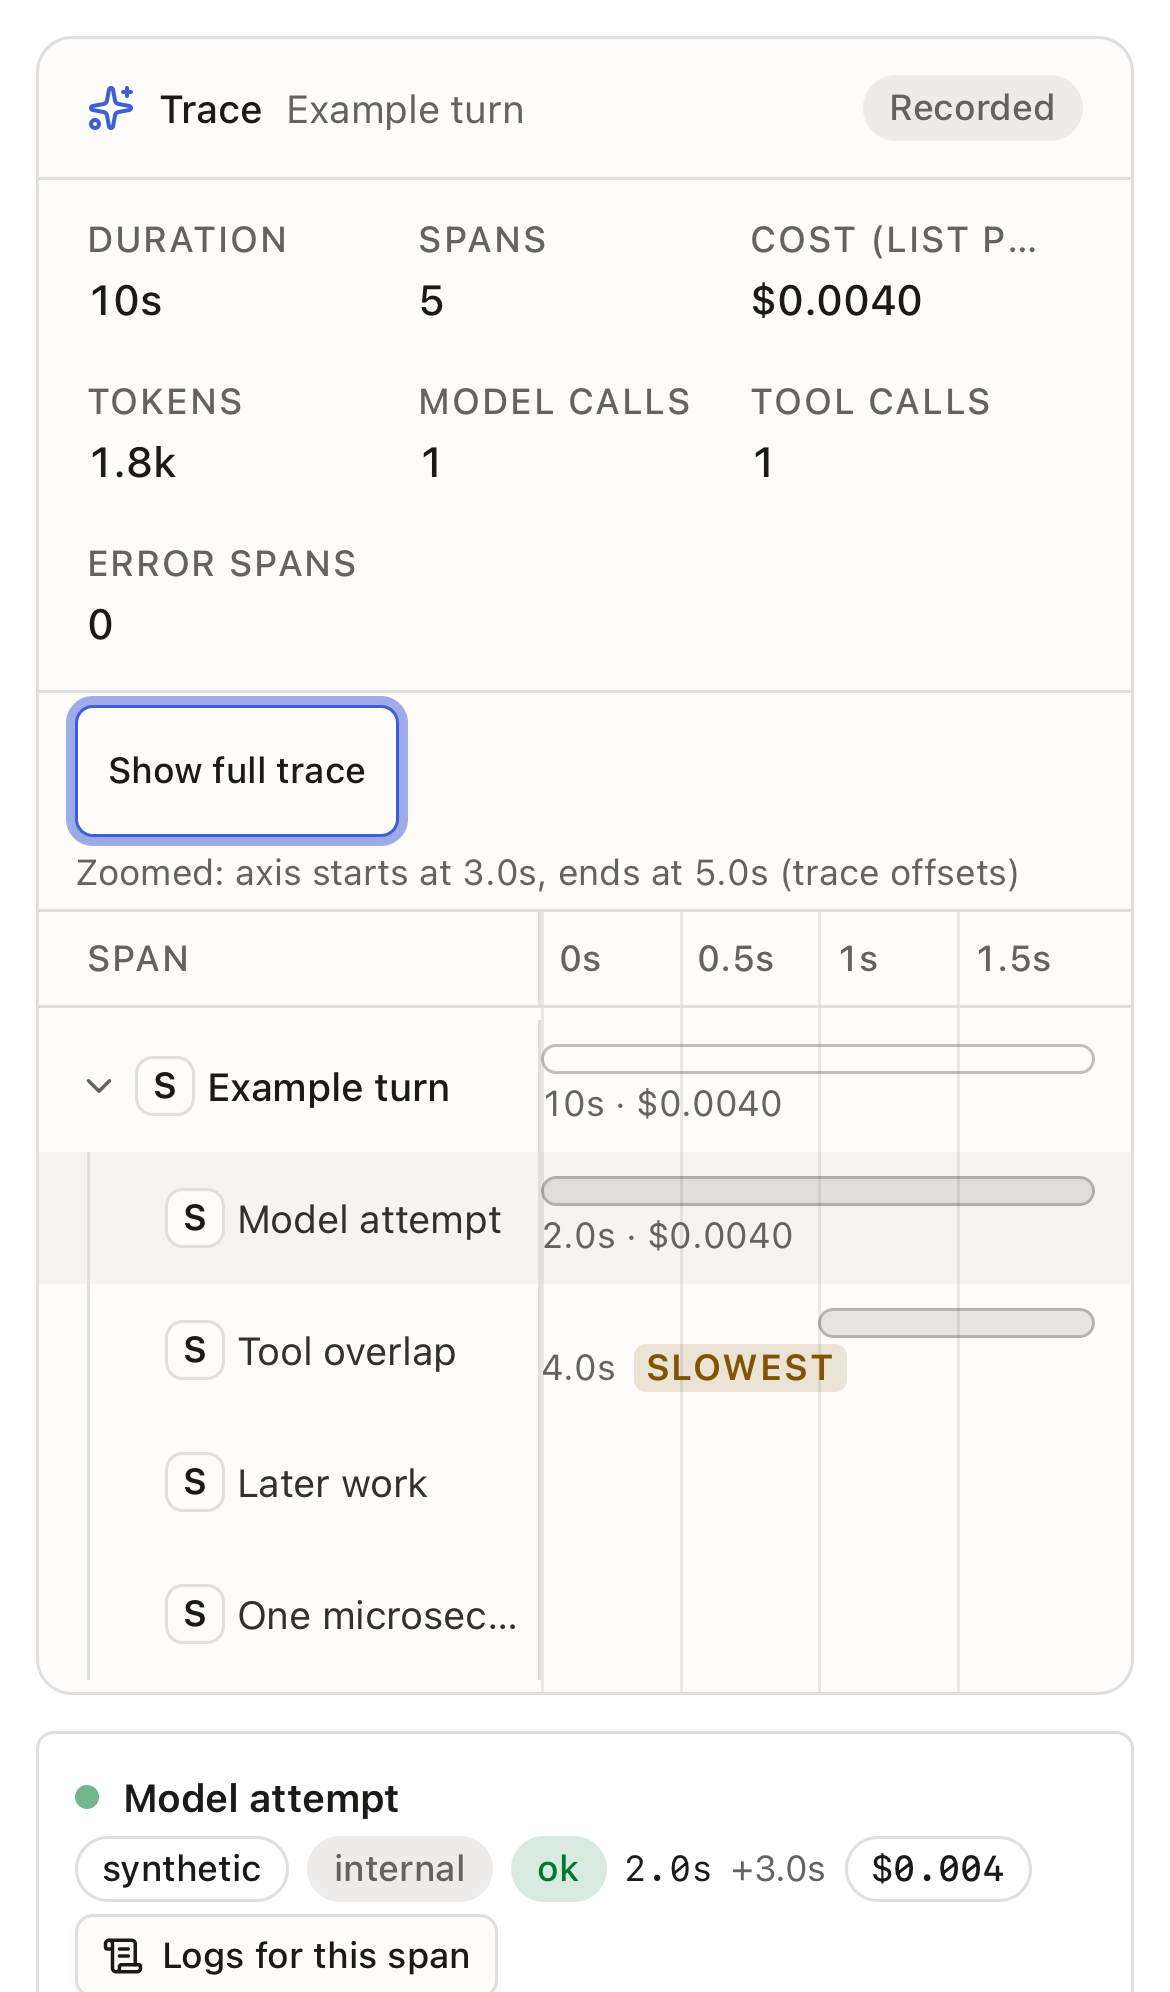 Trace Example turn Recorded
DURATION SPANS COST (LIST P...
10s 5 $0.0040
TOKENS MODEL CALLS TOOL CALLS
1.8k 1 1
ERROR SPANS
0
Show full trace
Zoomed: axis starts at 3.0s, ends at 5.0s (trace offsets)
SPAN 0s 0.5s 1s 1.5s
S Example turn
10s · $0.0040
S Model attempt
2.0s · $0.0040
S Tool overlap
4.0s SLOWEST
S Later work
S One microsec...
Model attempt
synthetic internal ok 2.0s +3.0s $0.004
Logs for this span